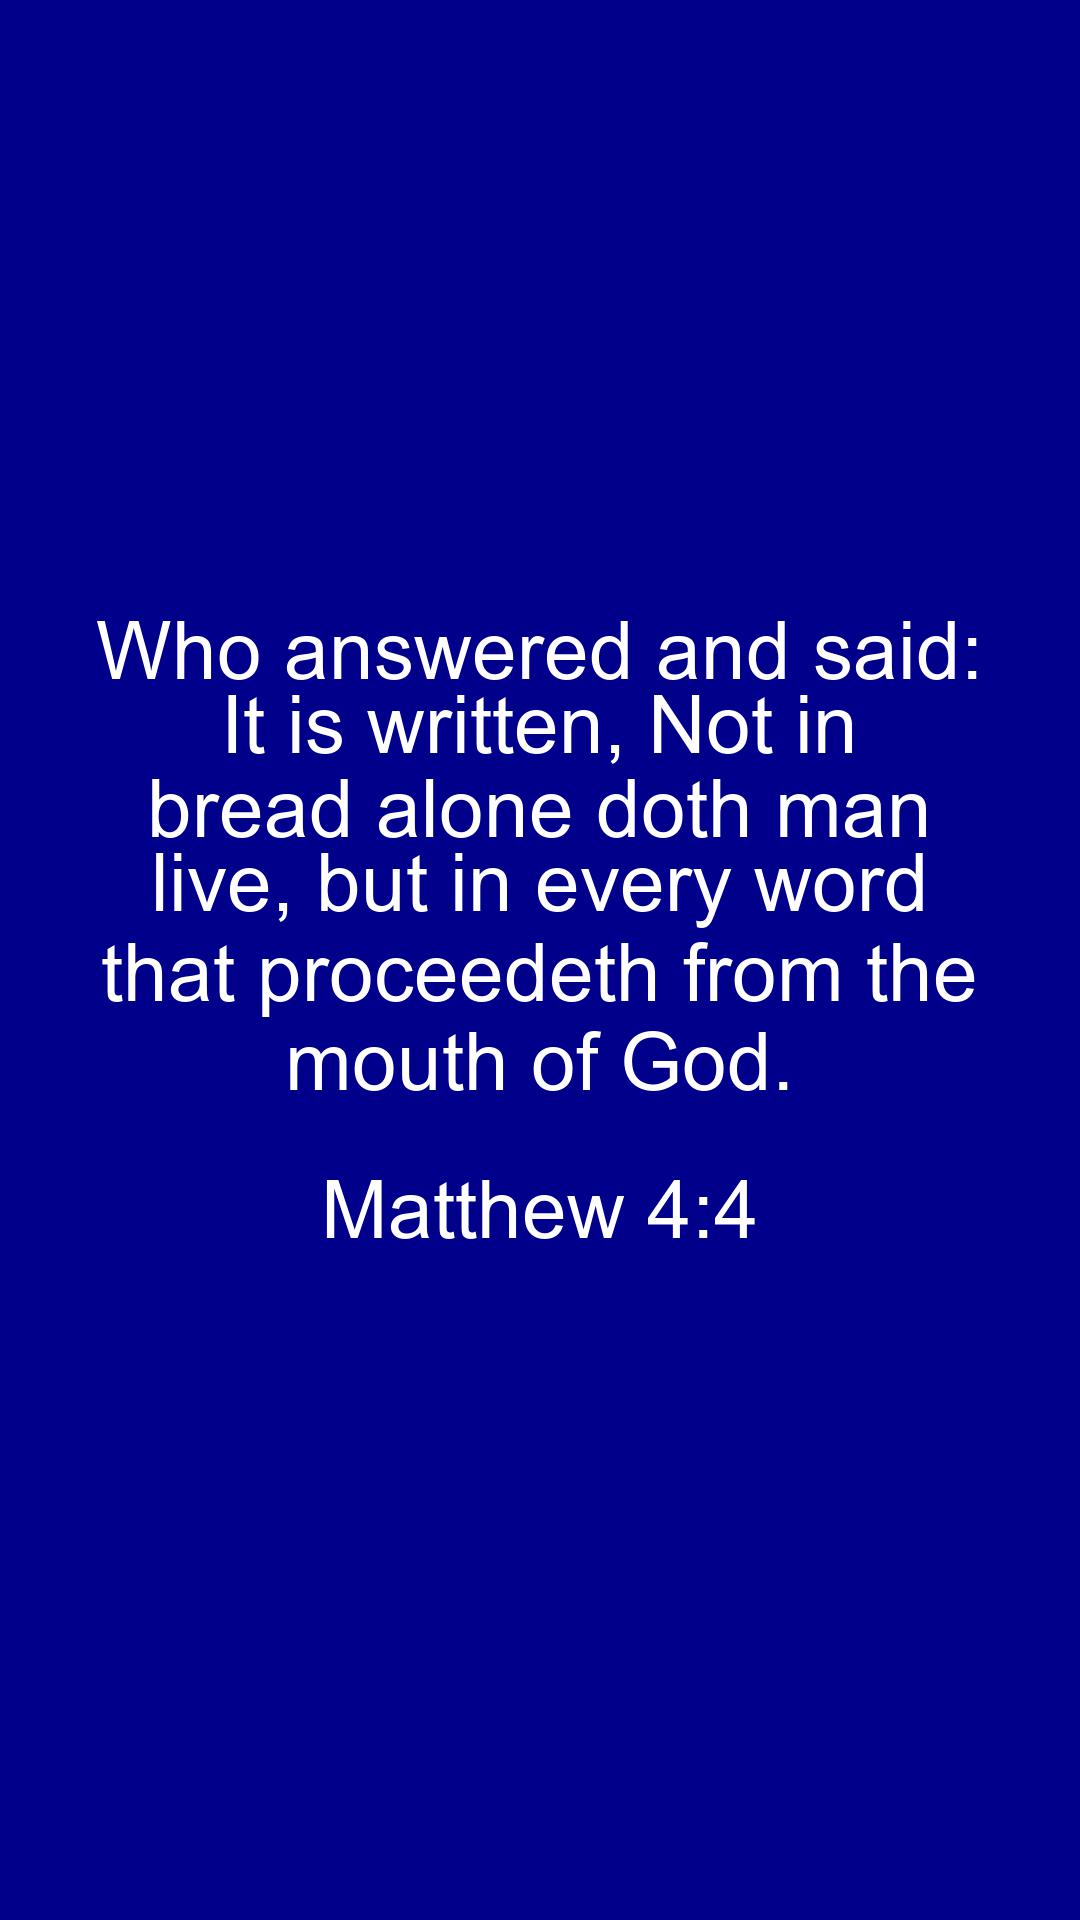 Who answered and said:
It is written, Not in
bread alone doth man
live, but in every word
that proceedeth from the
mouth of God.
Matthew 4:4